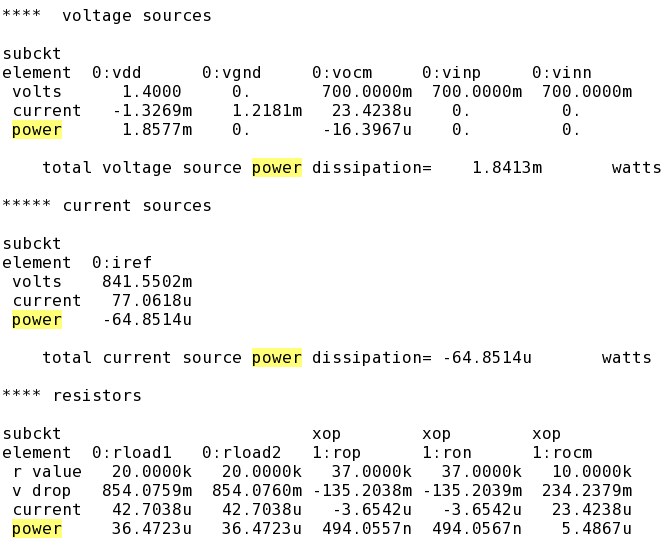 ****  voltage sources
subckt
element  0:vdd      0:vgnd     0:vocm     0:vinp     0:vinn
 volts      1.4000     0.      700.0000m  700.0000m  700.0000m
 current   -1.3269m    1.2181m   23.4238u    0.         0.
 power      1.8577m    0.       -16.3967u    0.         0.
    total voltage source power dissipation=    1.8413m       watts
***** current sources
subckt
element  0:iref
 volts    841.5502m
 current   77.0618u
 power    -64.8514u
    total current source power dissipation= -64.8514u       watts
**** resistors
subckt                         xop        xop        xop
element  0:rload1   0:rload2   1:rop      1:ron      1:rocm
 r value   20.0000k   20.0000k   37.0000k   37.0000k   10.0000k
 v drop   854.0759m  854.0760m -135.2038m -135.2039m  234.2379m
 current   42.7038u   42.7038u   -3.6542u   -3.6542u   23.4238u
 power     36.4723u   36.4723u  494.0557n  494.0567n    5.4867u